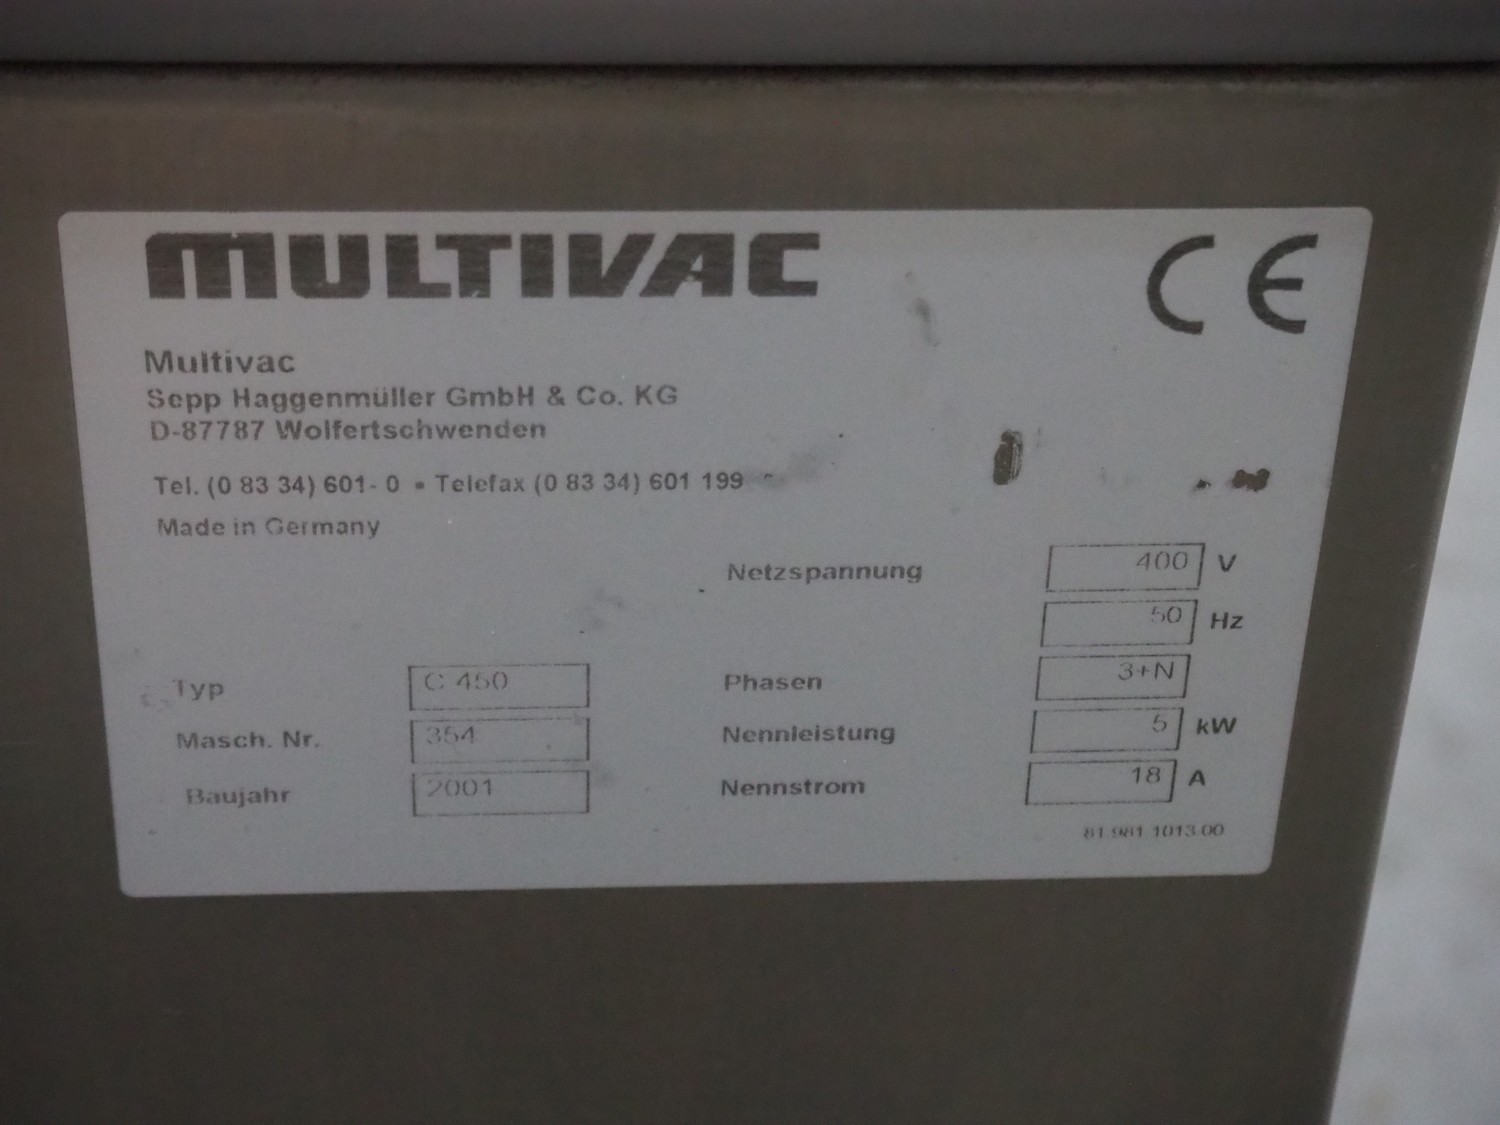 MULTIVAC CE
Multivac
Sepp Haggenmüller GmbH & Co. KG
D-87787 Wolfertschwenden
Tel. (0 83 34) 601- 0 • Telefax (0 83 34) 601 199
Made in Germany
Netzspannung 400 V
50 Hz
Typ C 450 Phasen 3+N
Masch. Nr. 354 Nennleistung 5 kW
Baujahr 2001 Nennstrom 18 A
81 981 1013 00